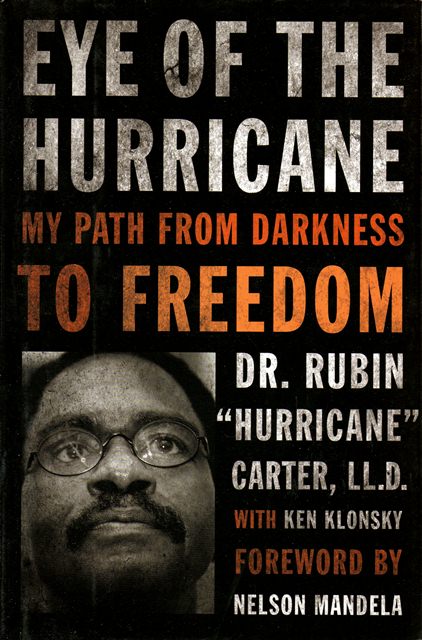 EYE OF THE
HURRICANE
MY PATH FROM DARKNESS
TO FREEDOM
DR. RUBIN
“HURRICANE”
CARTER, LL.D.
WITH KEN KLONSKY
FOREWORD BY
NELSON MANDELA